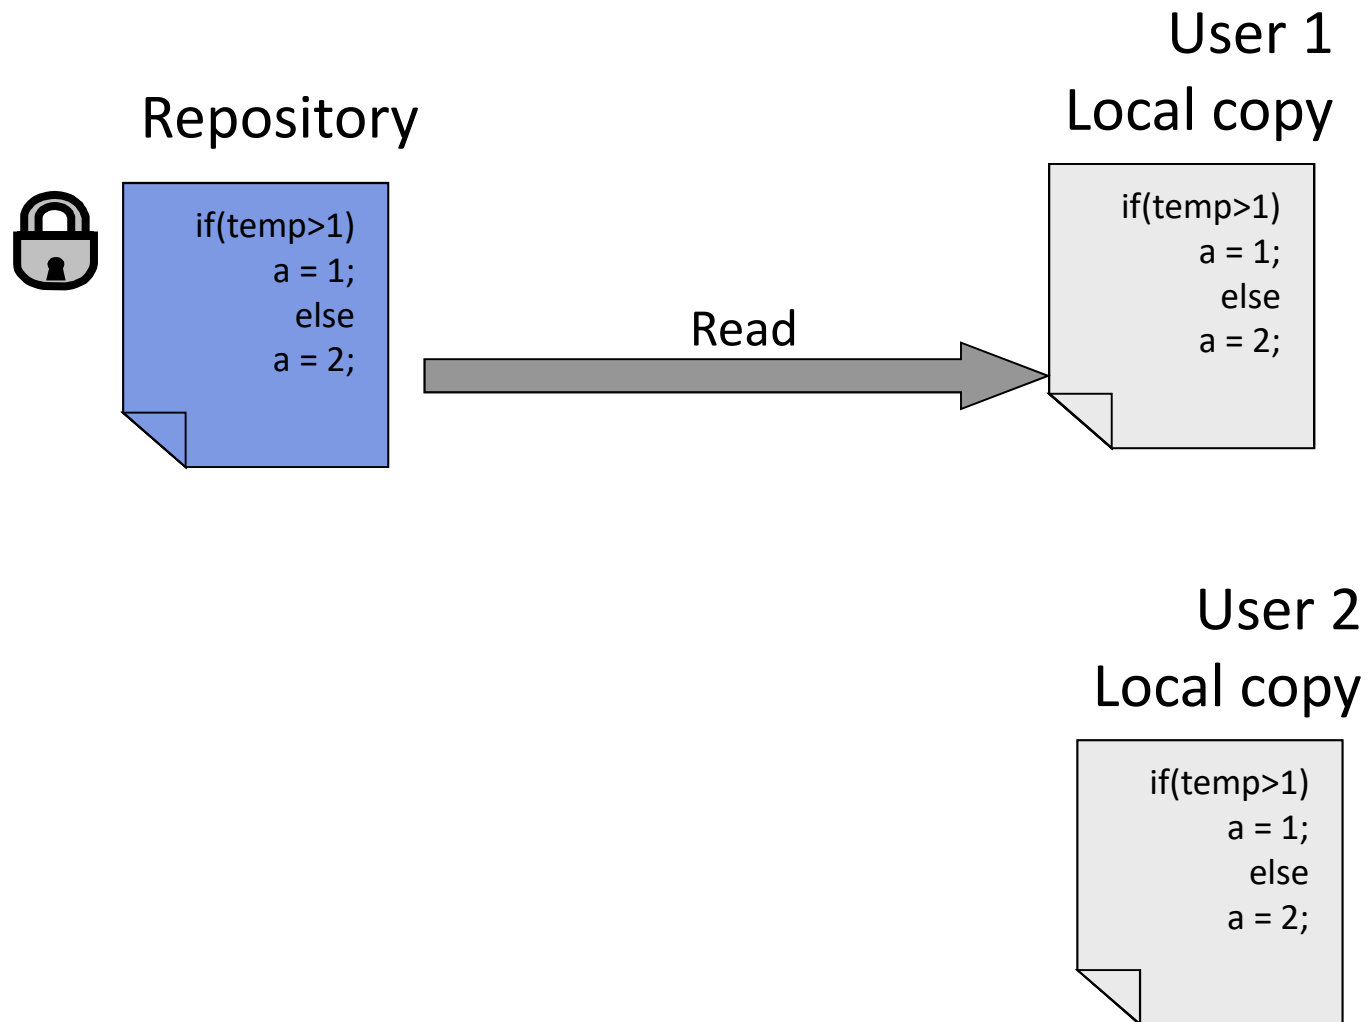 Repository
if(temp>1)
a = 1;
else
a = 2;
Read
User 1
Local copy
if(temp>1)
a = 1;
else
a = 2;
User 2
Local copy
if(temp>1)
a = 1;
else
a = 2;